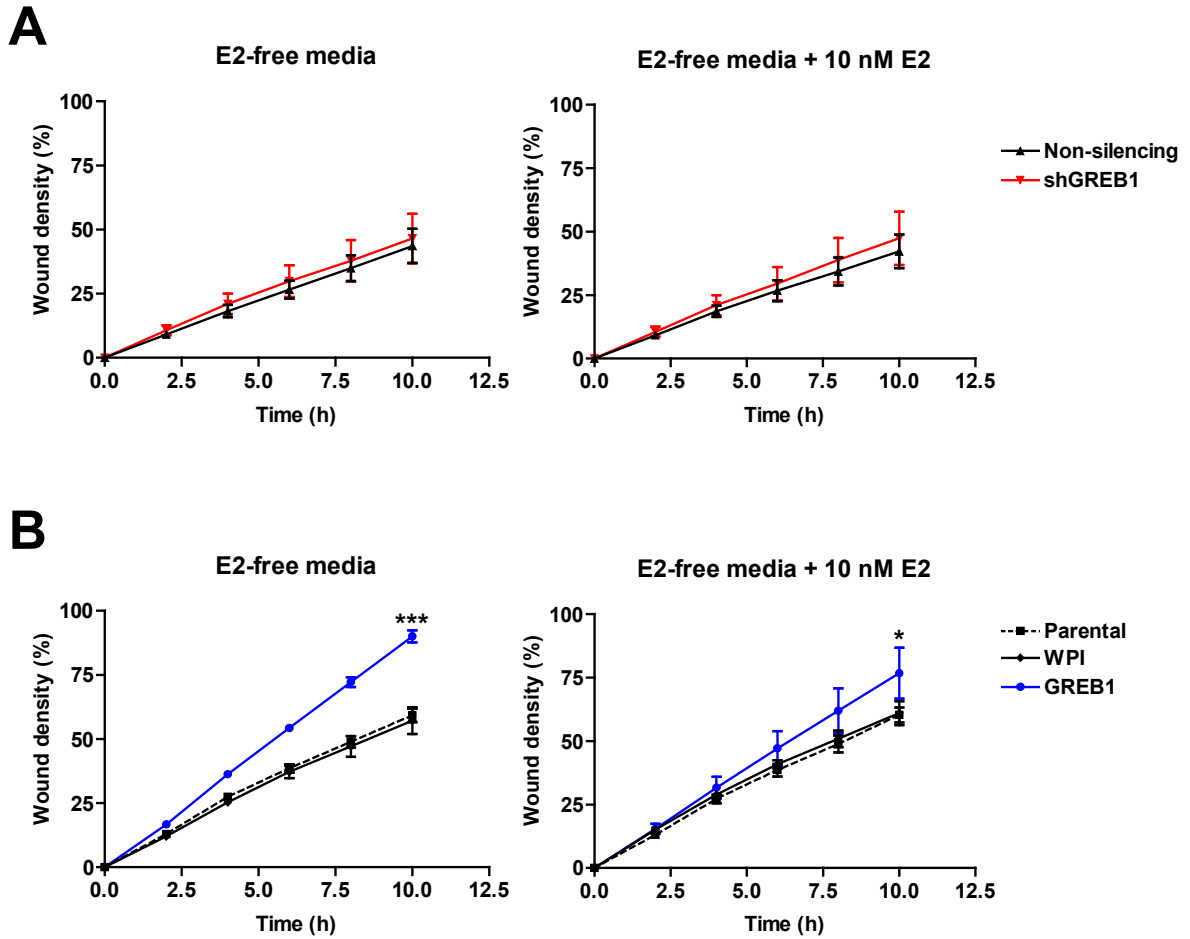 A
E2-free media
E2-free media + 10 nM E2
Wound density (%)
100
75
50
25
0
0.0 2.5 5.0 7.5 10.0 12.5
Time (h)
Wound density (%)
100
75
50
25
0
0.0 2.5 5.0 7.5 10.0 12.5
Time (h)
Non-silencing
shGREB1
B
E2-free media
E2-free media + 10 nM E2
Wound density (%)
100
75
50
25
0
***
0.0 2.5 5.0 7.5 10.0 12.5
Time (h)
Wound density (%)
100
75
50
25
0
*
0.0 2.5 5.0 7.5 10.0 12.5
Time (h)
Parental
WPI
GREB1